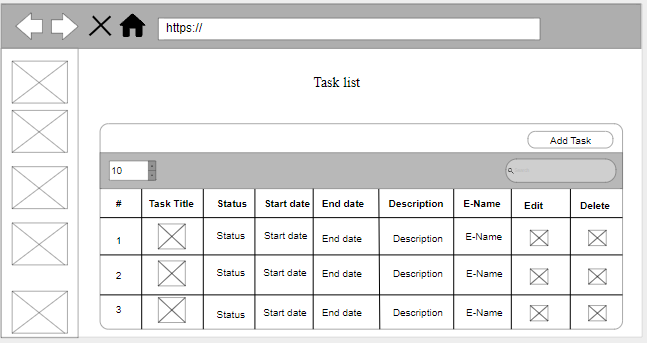 https://
Task list
Add Task
10
# Task Title Status Start date End date Description E-Name Edit Delete
1 Status Start date End date Description E-Name
2 Status Start date End date Description E-Name
3 Status Start date End date Description E-Name